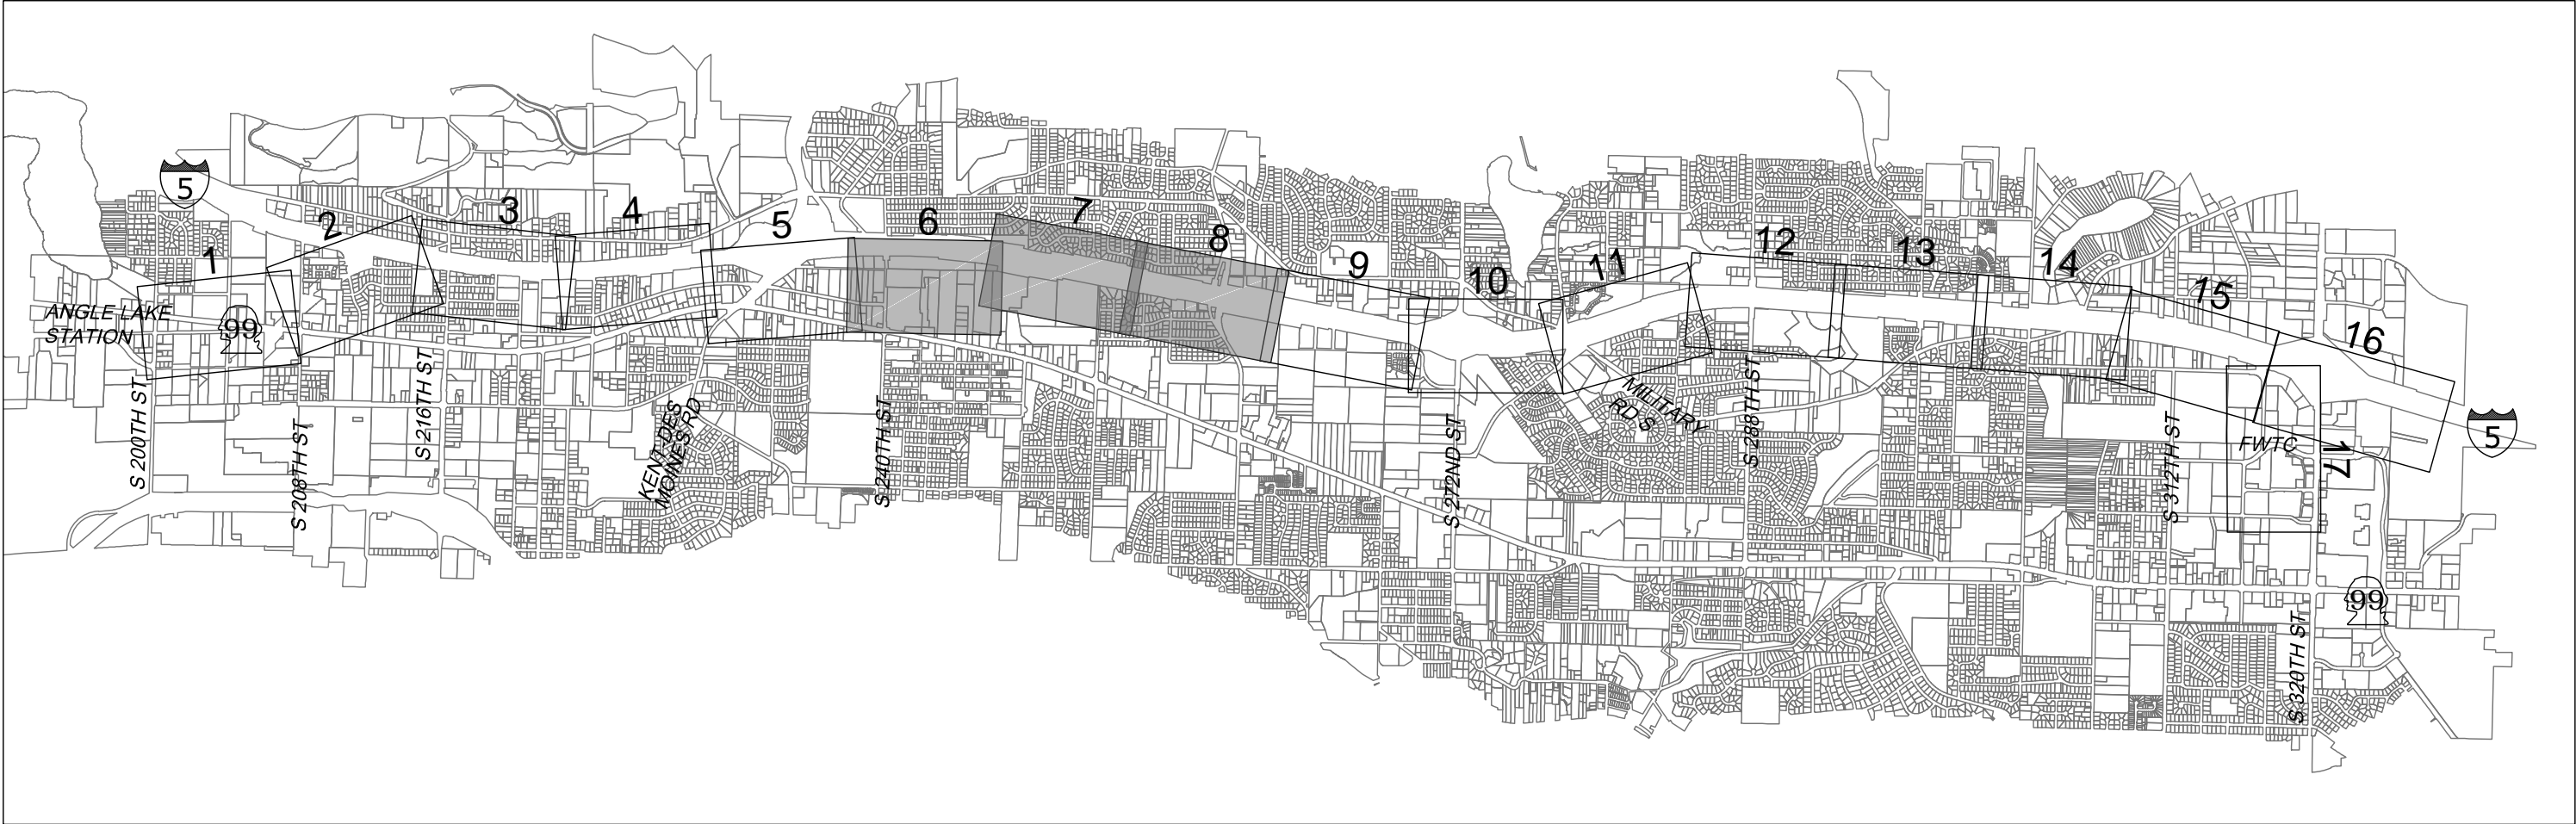 5
1
2
3
4
5
6
7
8
9
10
11
12
13
14
15
16
17
ANGLE LAKE
STATION
99
S 200TH ST
S 208TH ST
S 216TH ST
KENT DES
MOINES RD
S 240TH ST
S 272ND ST
MILITARY
RD S
S 288TH ST
S 312TH ST
FWTC
5
99
S 320TH ST